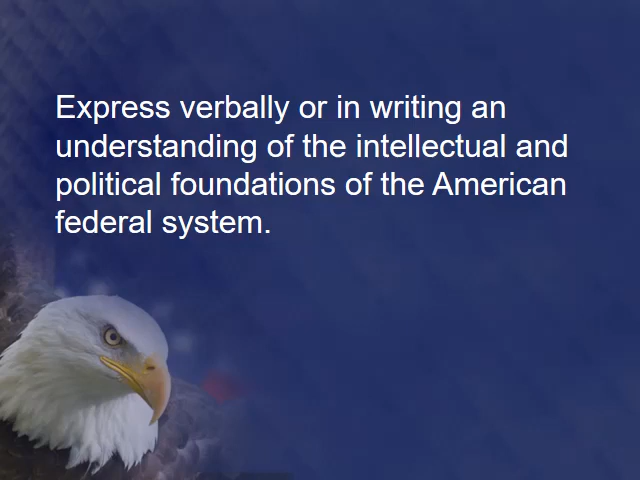 Express verbally or in writing an
understanding of the intellectual and
political foundations of the American
federal system.